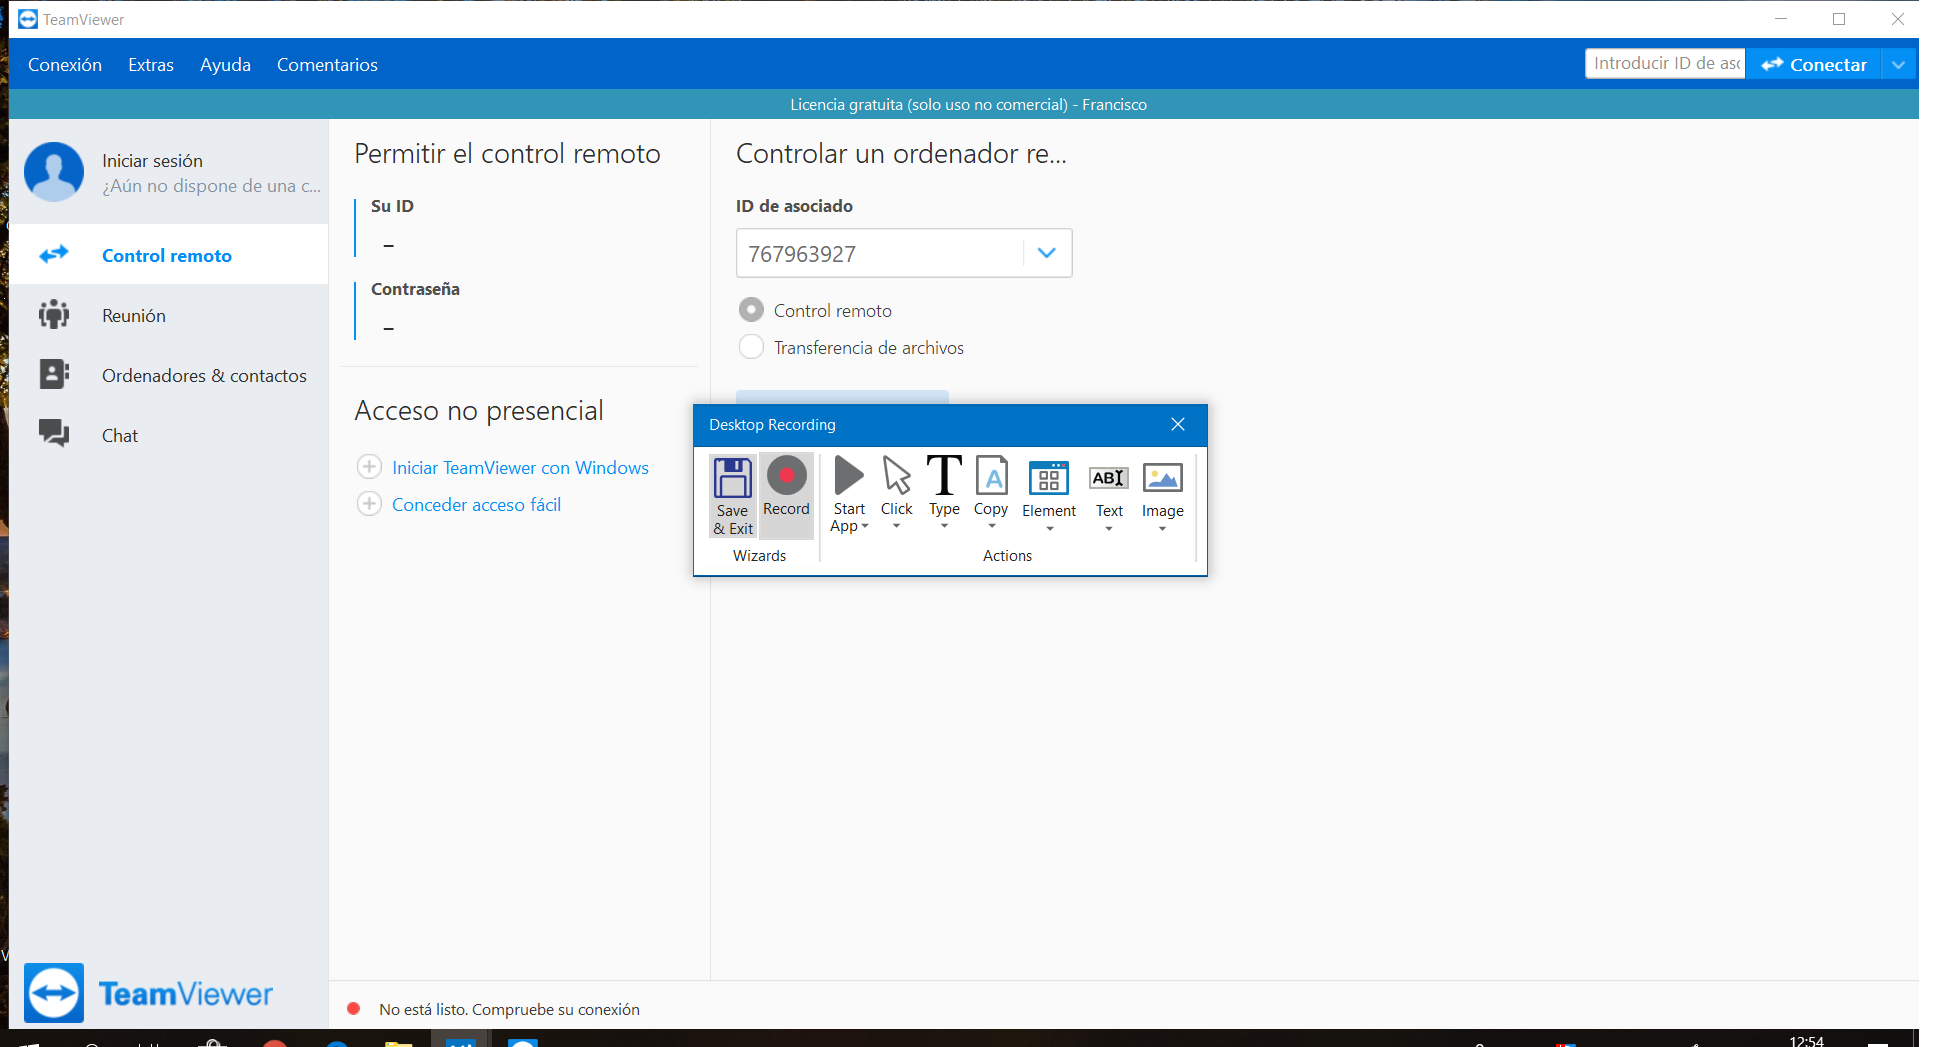 TeamViewer
Conexión Extras Ayuda Comentarios
Introducir ID de aso
Conectar
Licencia gratuita (solo uso no comercial) - Francisco
Iniciar sesión
¿Aún no dispone de una c...
Control remoto
Reunión
Ordenadores & contactos
Chat
TeamViewer
Permitir el control remoto
Su ID
–
Contraseña
–
Acceso no presencial
Iniciar TeamViewer con Windows
Conceder acceso fácil
Controlar un ordenador re...
ID de asociado
767963927
Control remoto
Transferencia de archivos
Desktop Recording
Save & Exit
Record
Wizards
Start App
Click
Type
Copy
Element
Text
Image
Actions
No está listo. Compruebe su conexión
12:54